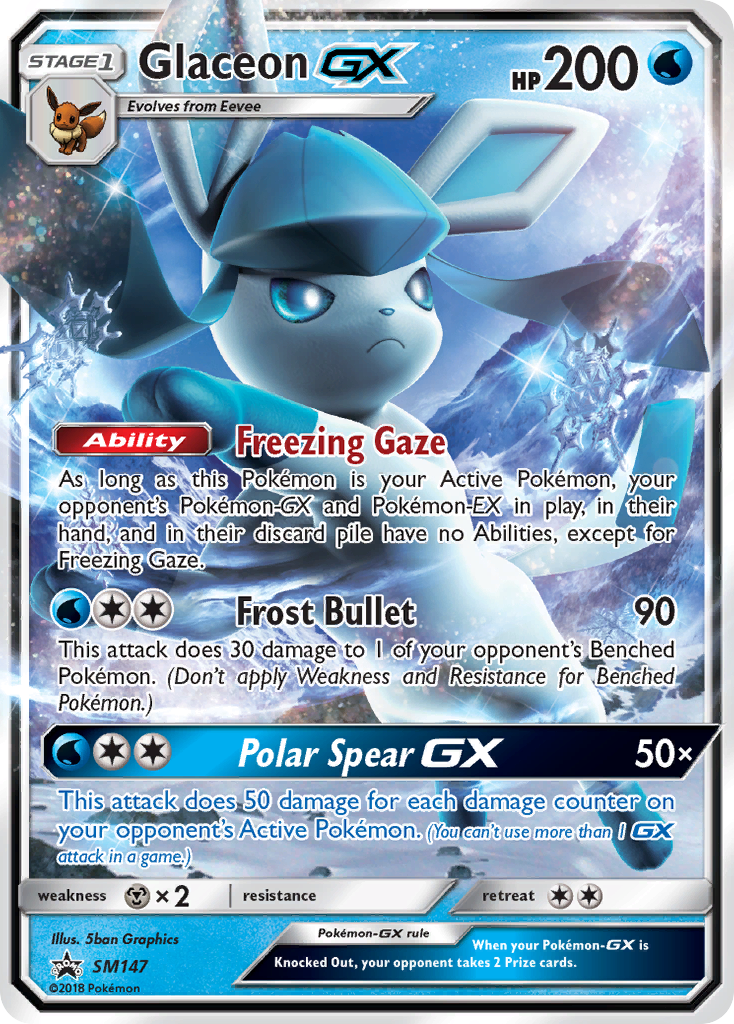 STAGE1
Glaceon GX
HP200
Evolves from Eevee
Ability Freezing Gaze
As long as this Pokémon is your Active Pokémon, your
opponent's Pokémon-GX and Pokémon-EX in play, in their
hand, and in their discard pile have no Abilities, except for
Freezing Gaze.
Frost Bullet 90
This attack does 30 damage to 1 of your opponent's Benched
Pokémon. (Don't apply Weakness and Resistance for Benched
Pokémon.)
Polar Spear GX 50×
This attack does 50 damage for each damage counter on
your opponent's Active Pokémon. (You can't use more than 1 GX
attack in a game.)
weakness ×2 resistance retreat
Illus. 5ban Graphics
PROMO SM147
©2018 Pokémon
Pokémon-GX rule
When your Pokémon-GX is
Knocked Out, your opponent takes 2 Prize cards.